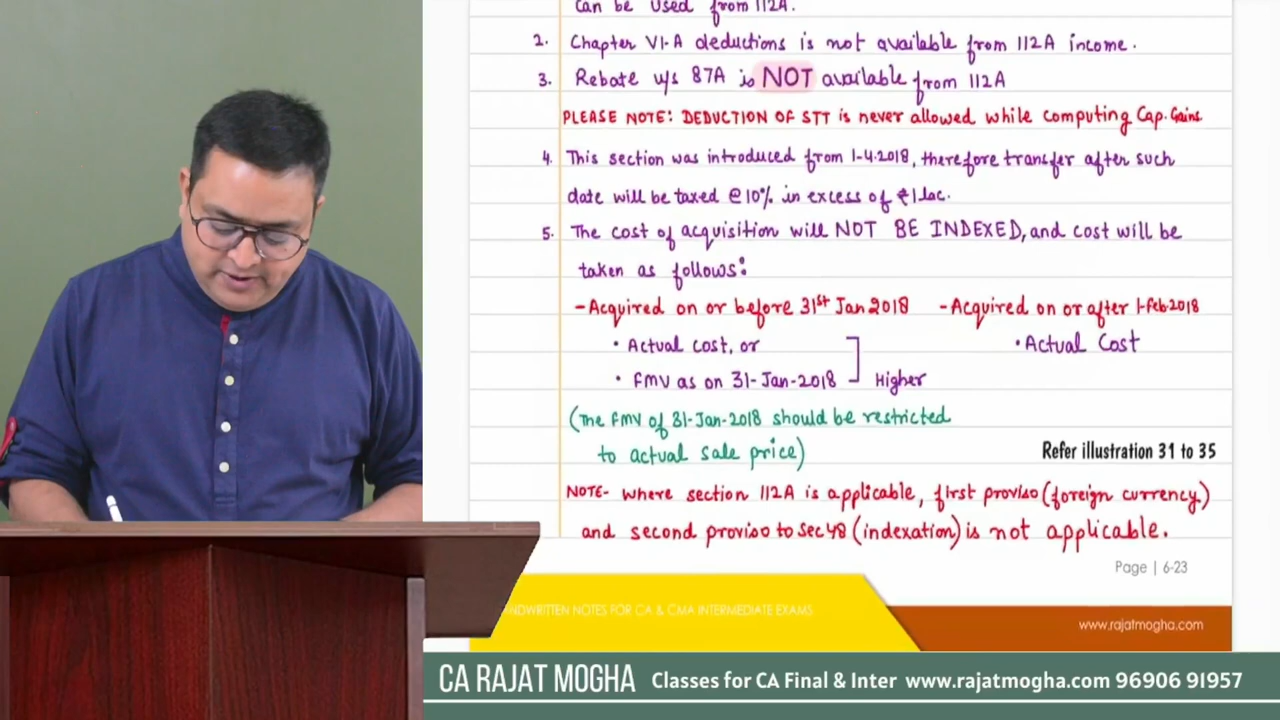 can be used from 112A.
2. Chapter VI-A deductions is not available from 112A income.
3. Rebate u/s 87A is NOT available from 112A
PLEASE NOTE: DEDUCTION OF STT is never allowed while computing Cap. Gains
4. This section was introduced from 1-4-2018, therefore transfer after such
date will be taxed @10% in excess of ₹1 lac.
5. The cost of acquisition will NOT BE INDEXED, and cost will be
taken as follows:
- Acquired on or before 31st Jan 2018 - Acquired on or after 1-Feb 2018
• Actual cost, or • Actual Cost
• FMV as on 31-Jan-2018 Higher
(The FMV of 31-Jan-2018 should be restricted
to actual sale price)
Refer illustration 31 to 35
NOTE- where section 112A is applicable, first proviso (foreign currency)
and second proviso to Sec 48 (indexation) is not applicable.
Page | 6-23
NDWRITTEN NOTES FOR CA & CMA INTERMEDIATE EXAMS
www.rajatmogha.com
CA RAJAT MOGHA Classes for CA Final & Inter www.rajatmogha.com 96906 91957